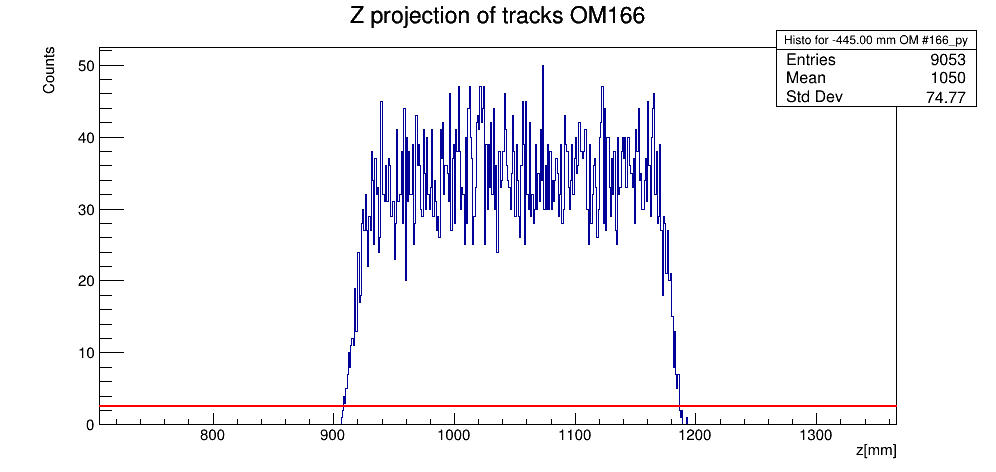 Z projection of tracks OM166
Histo for -445.00 mm OM #166_py
Entries 9053
Mean 1050
Std Dev 74.77
Counts
50
40
30
20
10
0
800 900 1000 1100 1200 1300
z[mm]